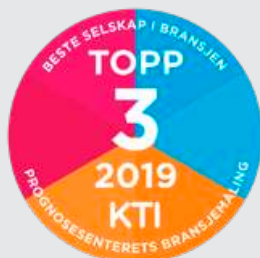 BESTE SELSKAP I BRANSJEN
TOPP
3
2019
KTI
PROGNOSESENTERETS BRANSJEMÅLING